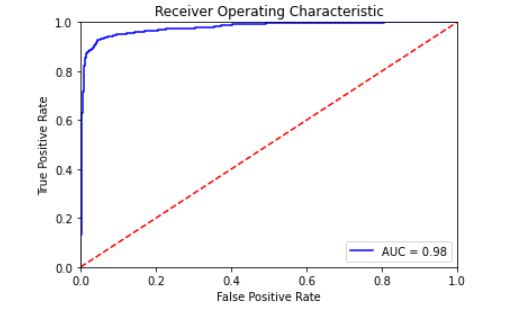 Receiver Operating Characteristic
1.0
0.8
0.6
0.4
0.2
0.0
True Positive Rate
AUC = 0.98
0.0 0.2 0.4 0.6 0.8 1.0
False Positive Rate